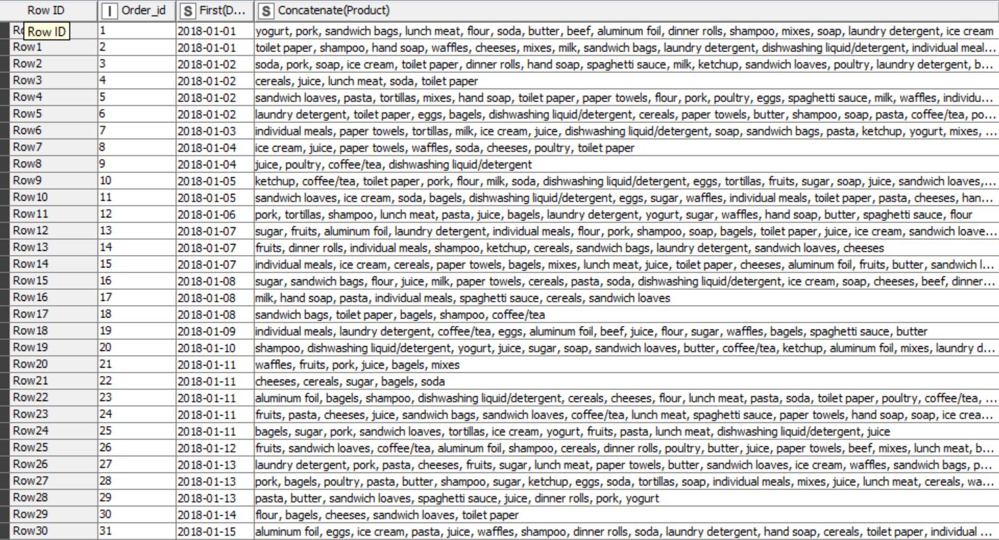 Row ID I Order_id S First(D... S Concatenate(Product)
Ro Row ID 1 2018-01-01 yogurt, pork, sandwich bags, lunch meat, flour, soda, butter, beef, aluminum foil, dinner rolls, shampoo, mixes, soap, laundry detergent, ice cream
Row1 2 2018-01-01 toilet paper, shampoo, hand soap, waffles, cheeses, mixes, milk, sandwich bags, laundry detergent, dishwashing liquid/detergent, individual meal...
Row2 3 2018-01-02 soda, pork, soap, ice cream, toilet paper, dinner rolls, hand soap, spaghetti sauce, milk, ketchup, sandwich loaves, poultry, laundry detergent, b...
Row3 4 2018-01-02 cereals, juice, lunch meat, soda, toilet paper
Row4 5 2018-01-02 sandwich loaves, pasta, tortillas, mixes, hand soap, toilet paper, paper towels, flour, pork, poultry, eggs, spaghetti sauce, milk, waffles, individu...
Row5 6 2018-01-02 laundry detergent, toilet paper, eggs, bagels, dishwashing liquid/detergent, cereals, paper towels, butter, shampoo, soap, pasta, coffee/tea, po...
Row6 7 2018-01-03 individual meals, paper towels, tortillas, milk, ice cream, juice, dishwashing liquid/detergent, soap, sandwich bags, pasta, ketchup, yogurt, mixes, ...
Row7 8 2018-01-04 ice cream, juice, paper towels, waffles, soda, cheeses, poultry, toilet paper
Row8 9 2018-01-04 juice, poultry, coffee/tea, dishwashing liquid/detergent
Row9 10 2018-01-05 ketchup, coffee/tea, toilet paper, pork, flour, milk, soda, dishwashing liquid/detergent, eggs, tortillas, fruits, sugar, soap, juice, sandwich loaves,...
Row10 11 2018-01-05 sandwich loaves, ice cream, soda, bagels, dishwashing liquid/detergent, eggs, sugar, waffles, individual meals, toilet paper, pasta, cheeses, han...
Row11 12 2018-01-06 pork, tortillas, shampoo, lunch meat, pasta, juice, bagels, laundry detergent, yogurt, sugar, waffles, hand soap, butter, spaghetti sauce, flour
Row12 13 2018-01-07 sugar, fruits, aluminum foil, laundry detergent, individual meals, flour, pork, shampoo, soap, bagels, toilet paper, juice, ice cream, sandwich loave...
Row13 14 2018-01-07 fruits, dinner rolls, individual meals, shampoo, ketchup, cereals, sandwich bags, laundry detergent, sandwich loaves, cheeses
Row14 15 2018-01-07 individual meals, ice cream, cereals, paper towels, bagels, mixes, lunch meat, juice, toilet paper, cheeses, aluminum foil, fruits, butter, sandwich l...
Row15 16 2018-01-08 sugar, sandwich bags, flour, juice, milk, paper towels, cereals, pasta, soda, dishwashing liquid/detergent, ice cream, soap, cheeses, beef, dinner...
Row16 17 2018-01-08 milk, hand soap, pasta, individual meals, spaghetti sauce, cereals, sandwich loaves
Row17 18 2018-01-08 sandwich bags, toilet paper, bagels, shampoo, coffee/tea
Row18 19 2018-01-09 individual meals, laundry detergent, coffee/tea, eggs, aluminum foil, beef, juice, flour, sugar, waffles, bagels, spaghetti sauce, butter
Row19 20 2018-01-10 shampoo, dishwashing liquid/detergent, yogurt, juice, sugar, soap, sandwich loaves, butter, coffee/tea, ketchup, aluminum foil, mixes, laundry d...
Row20 21 2018-01-11 waffles, fruits, pork, juice, bagels, mixes
Row21 22 2018-01-11 cheeses, cereals, sugar, bagels, soda
Row22 23 2018-01-11 aluminum foil, bagels, shampoo, dishwashing liquid/detergent, cereals, cheeses, flour, lunch meat, pasta, soda, toilet paper, poultry, coffee/tea, ...
Row23 24 2018-01-11 fruits, pasta, cheeses, juice, sandwich bags, sandwich loaves, coffee/tea, lunch meat, spaghetti sauce, paper towels, hand soap, soap, ice crea...
Row24 25 2018-01-11 bagels, sugar, pork, sandwich loaves, tortillas, ice cream, yogurt, fruits, pasta, lunch meat, dishwashing liquid/detergent, juice
Row25 26 2018-01-12 fruits, sandwich loaves, coffee/tea, aluminum foil, shampoo, cereals, dinner rolls, poultry, butter, juice, paper towels, beef, mixes, lunch meat, b...
Row26 27 2018-01-13 laundry detergent, pork, pasta, cheeses, fruits, sugar, lunch meat, paper towels, butter, sandwich loaves, ice cream, waffles, sandwich bags, p...
Row27 28 2018-01-13 pork, bagels, poultry, pasta, butter, shampoo, sugar, ketchup, eggs, soda, tortillas, soap, individual meals, mixes, juice, lunch meat, cereals, wa...
Row28 29 2018-01-13 pasta, butter, sandwich loaves, spaghetti sauce, juice, dinner rolls, pork, yogurt
Row29 30 2018-01-14 flour, bagels, cheeses, sandwich loaves, toilet paper
Row30 31 2018-01-15 aluminum foil, eggs, ice cream, pasta, juice, waffles, shampoo, dinner rolls, soda, laundry detergent, hand soap, cereals, toilet paper, individual ...